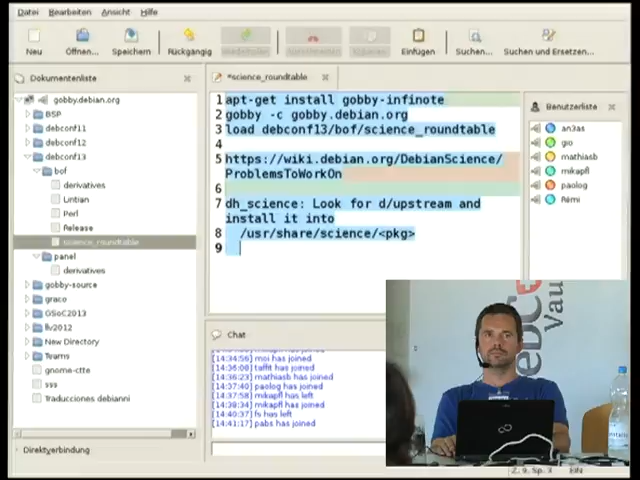 Datei Bearbeiten Ansicht Hilfe
Neu Öffnen... Speichern Rückgängig Einfügen Suchen... Suchen und Ersetzen...
Dokumentenliste
gobby.debian.org
BSP
debconf11
debconf12
debconf13
bof
derivatives
Lintian
Perl
Release
science_roundtable
panel
derivatives
gobby-source
graco
GSoC2013
llv2012
New Directory
Teams
gnome-ctte
sss
Traducciones debianni
Direktverbindung
*science_roundtable
1 apt-get install gobby-infinote
2 gobby -c gobby.debian.org
3 load debconf13/bof/science_roundtable
4
5 https://wiki.debian.org/DebianScience/
ProblemsToWorkOn
6
7 dh_science: Look for d/upstream and
install it into
8 /usr/share/science/<pkg>
9
Benutzerliste
an3as
gio
mathiasb
mikapfl
paolog
Rémi
Chat
[14:34:56] moi has joined
[14:36:00] taffit has joined
[14:36:23] mathiasb has joined
[14:37:40] paolog has joined
[14:37:58] mikapfl has left
[14:38:34] mikapfl has joined
[14:40:37] fs has left
[14:41:17] pabs has joined
Vau